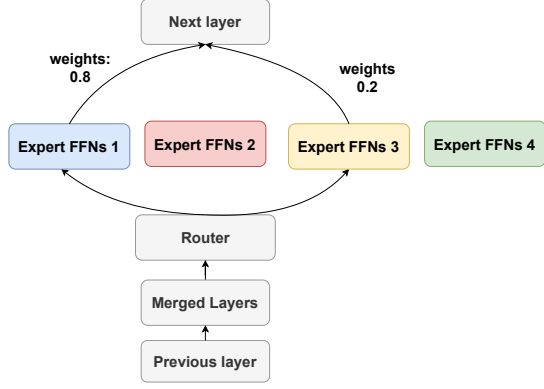 Next layer
weights:
0.8
weights
0.2
Expert FFNs 1
Expert FFNs 2
Expert FFNs 3
Expert FFNs 4
Router
Merged Layers
Previous layer